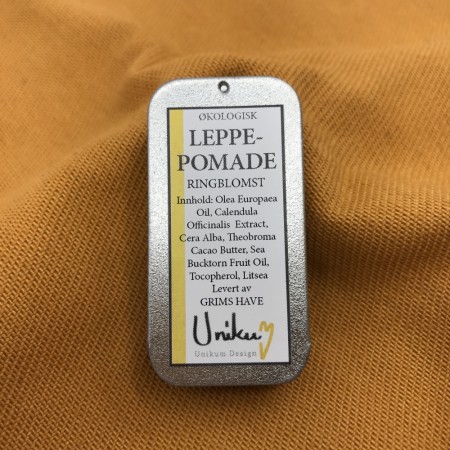 ØKOLOGISK
LEPPE-
POMADE
RINGBLOMST
Innhold: Olea Europaea
Oil, Calendula
Officinalis Extract,
Cera Alba, Theobroma
Cacao Butter, Sea
Bucktorn Fruit Oil,
Tocopherol, Litsea
Levert av
GRIMS HAVE
Uniku
Unikum Design